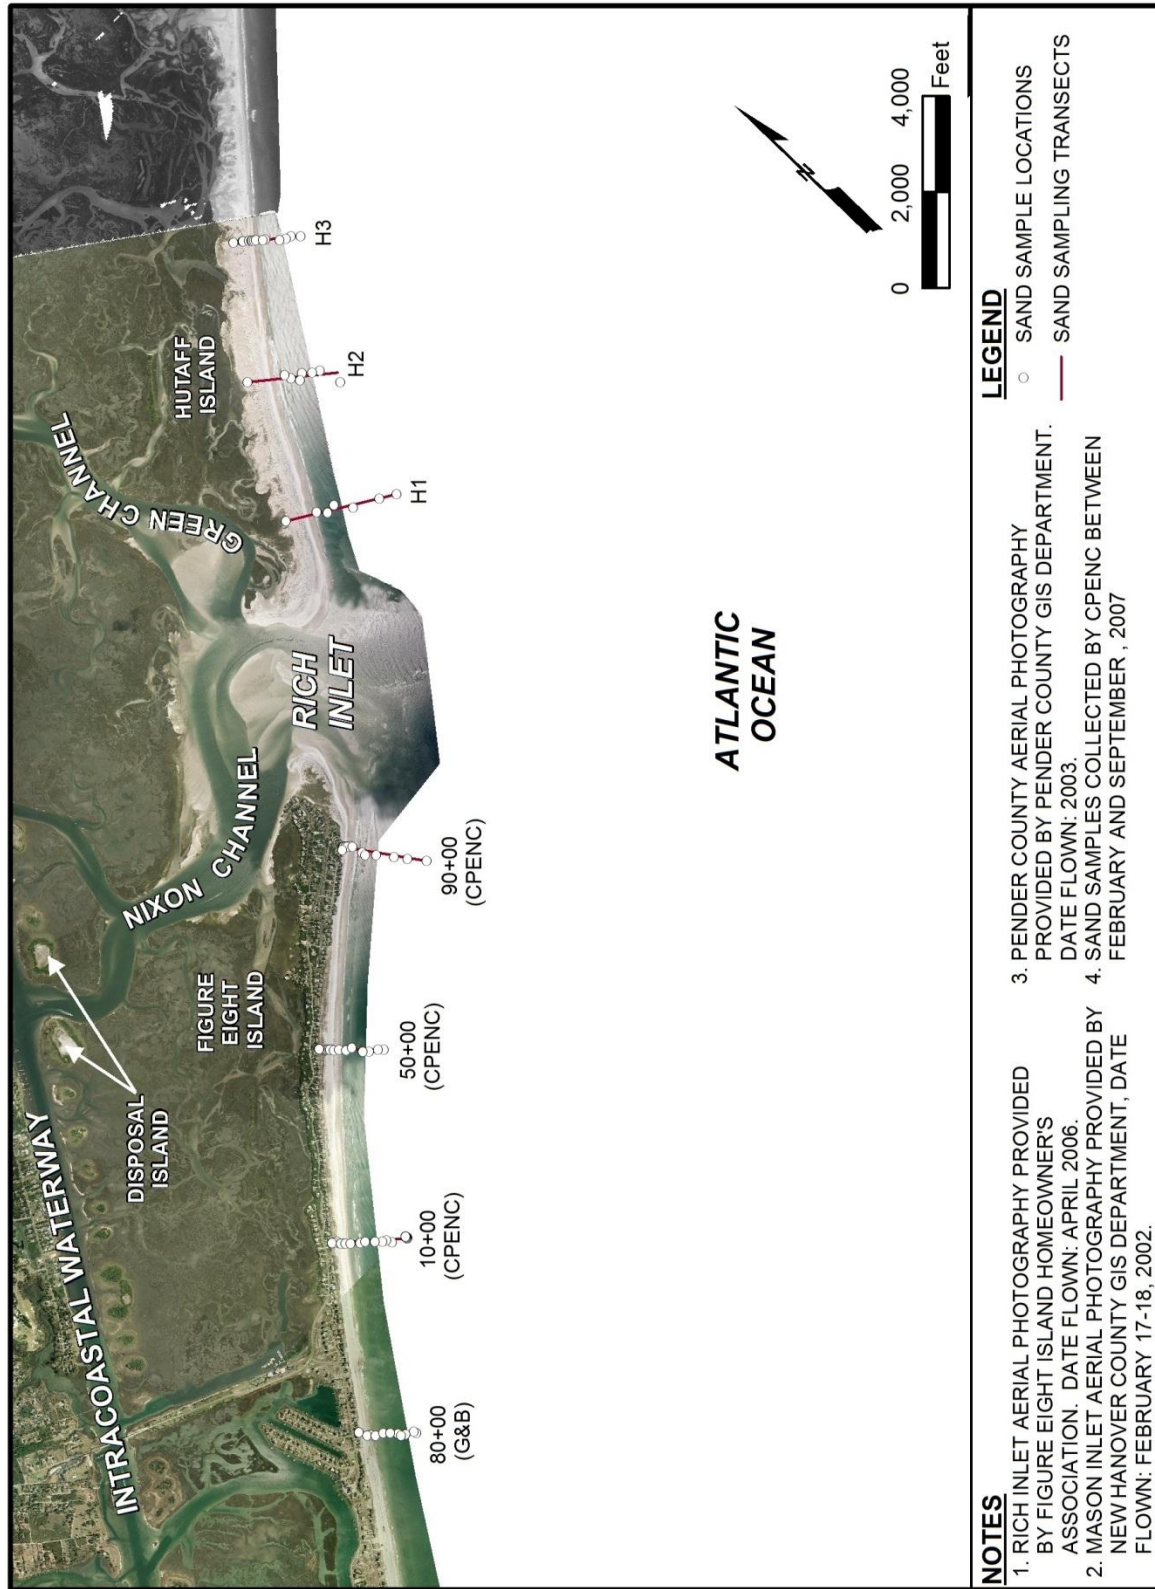 INTRACOASTAL WATERWAY
DISPOSAL
ISLAND
FIGURE
EIGHT
ISLAND
NIXON CHANNEL
RICH
INLET
GREEN CHANNEL
HUTAFF
ISLAND
80+00
(G&B)
10+00
(CPENC)
50+00
(CPENC)
90+00
(CPENC)
H1
H2
H3
ATLANTIC
OCEAN
N
0 2,000 4,000
Feet
NOTES
1. RICH INLET AERIAL PHOTOGRAPHY PROVIDED
BY FIGURE EIGHT ISLAND HOMEOWNER'S
ASSOCIATION. DATE FLOWN: APRIL 2006.
2. MASON INLET AERIAL PHOTOGRAPHY PROVIDED BY
NEW HANOVER COUNTY GIS DEPARTMENT, DATE
FLOWN: FEBRUARY 17-18, 2002.
3. PENDER COUNTY AERIAL PHOTOGRAPHY
PROVIDED BY PENDER COUNTY GIS DEPARTMENT.
DATE FLOWN: 2003.
4. SAND SAMPLES COLLECTED BY CPENC BETWEEN
FEBRUARY AND SEPTEMBER, 2007
LEGEND
SAND SAMPLE LOCATIONS
SAND SAMPLING TRANSECTS